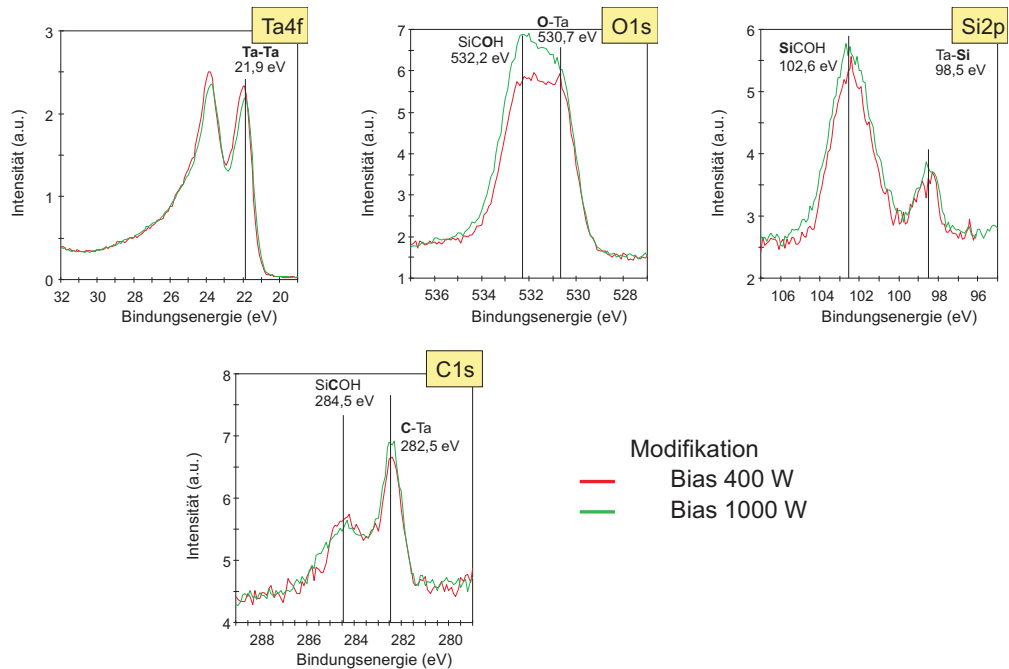 Ta4f
Ta-Ta
21,9 eV
Intensität (a.u.)
3
2
1
0
32 30 28 26 24 22 20
Bindungsenergie (eV)
O1s
SiCOH
532,2 eV
O-Ta
530,7 eV
Intensität (a.u.)
7
6
5
4
3
2
1
536 534 532 530 528
Bindungsenergie (eV)
Si2p
SiCOH
102,6 eV
Ta-Si
98,5 eV
Intensität (a.u.)
6
5
4
3
2
106 104 102 100 98 96
Bindungsenergie (eV)
C1s
SiCOH
284,5 eV
C-Ta
282,5 eV
Intensität (a.u.)
8
7
6
5
4
288 286 284 282 280
Bindungsenergie (eV)
Modifikation
Bias 400 W
Bias 1000 W